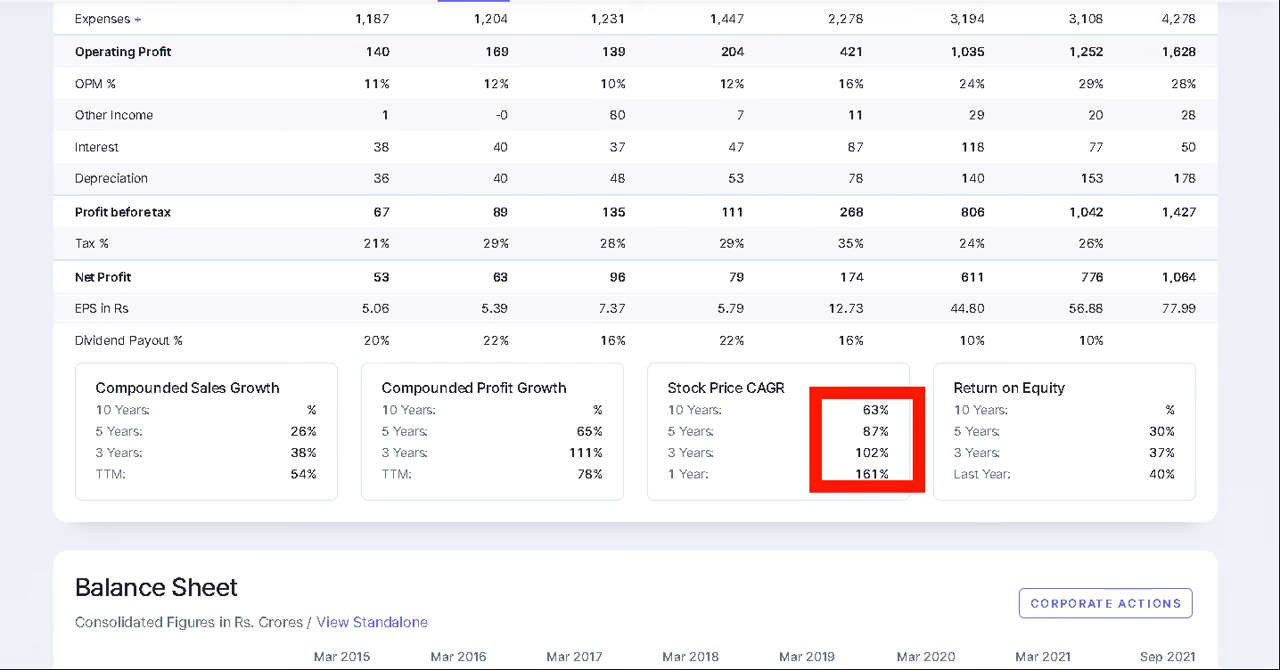 Expenses + 1,187 1,204 1,231 1,447 2,278 3,194 3,108 4,278
Operating Profit 140 169 139 204 421 1,035 1,252 1,628
OPM % 11% 12% 10% 12% 16% 24% 29% 28%
Other Income 1 -0 80 7 11 29 20 28
Interest 38 40 37 47 87 118 77 50
Depreciation 36 40 48 53 78 140 153 178
Profit before tax 67 89 135 111 268 806 1,042 1,427
Tax % 21% 29% 28% 29% 35% 24% 26%
Net Profit 53 63 96 79 174 611 776 1,064
EPS in Rs 5.06 5.39 7.37 5.79 12.73 44.80 56.88 77.99
Dividend Payout % 20% 22% 16% 22% 16% 10% 10%
Compounded Sales Growth
10 Years: %
5 Years: 26%
3 Years: 38%
TTM: 54%
Compounded Profit Growth
10 Years: %
5 Years: 65%
3 Years: 111%
TTM: 78%
Stock Price CAGR
10 Years: 63%
5 Years: 87%
3 Years: 102%
1 Year: 161%
Return on Equity
10 Years: %
5 Years: 30%
3 Years: 37%
Last Year: 40%
Balance Sheet
Consolidated Figures in Rs. Crores / View Standalone
CORPORATE ACTIONS
Mar 2015 Mar 2016 Mar 2017 Mar 2018 Mar 2019 Mar 2020 Mar 2021 Sep 2021